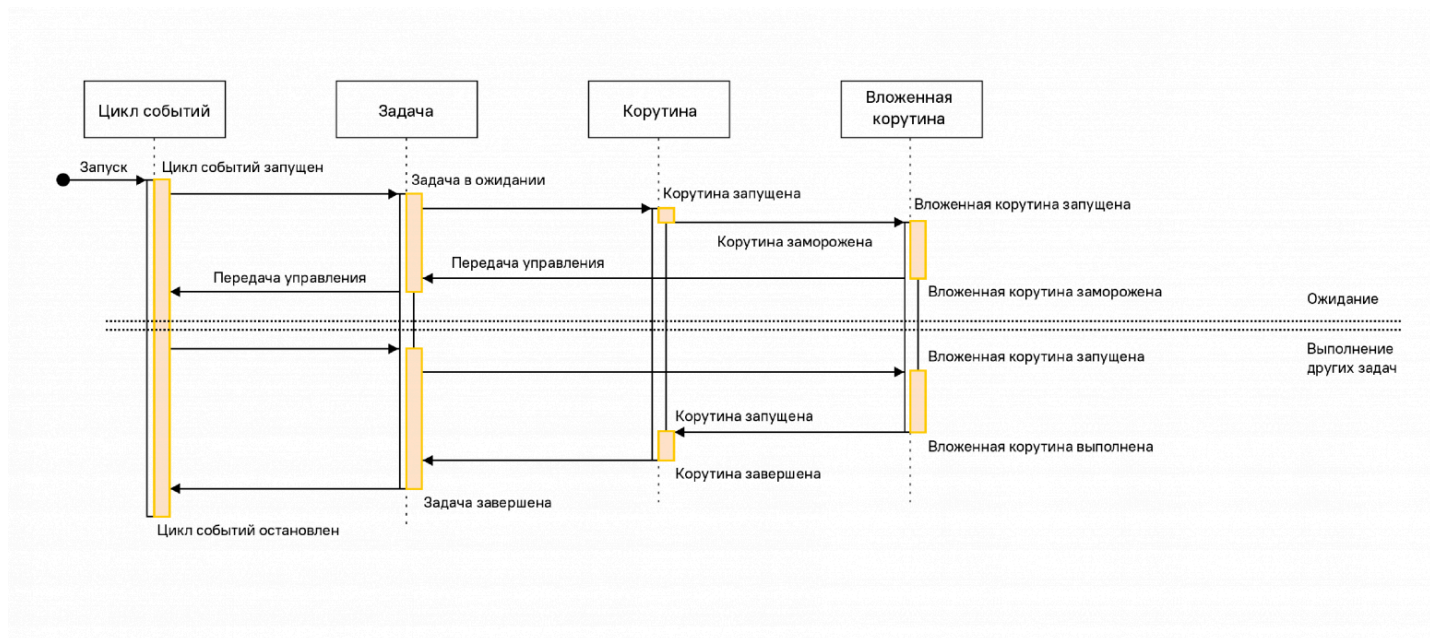 Цикл событий
Задача
Корутина
Вложенная
корутина
Запуск
Цикл событий запущен
Задача в ожидании
Корутина запущена
Вложенная корутина запущена
Корутина заморожена
Передача управления
Передача управления
Вложенная корутина заморожена
Ожидание
Выполнение
других задач
Вложенная корутина запущена
Корутина запущена
Вложенная корутина выполнена
Корутина завершена
Задача завершена
Цикл событий остановлен